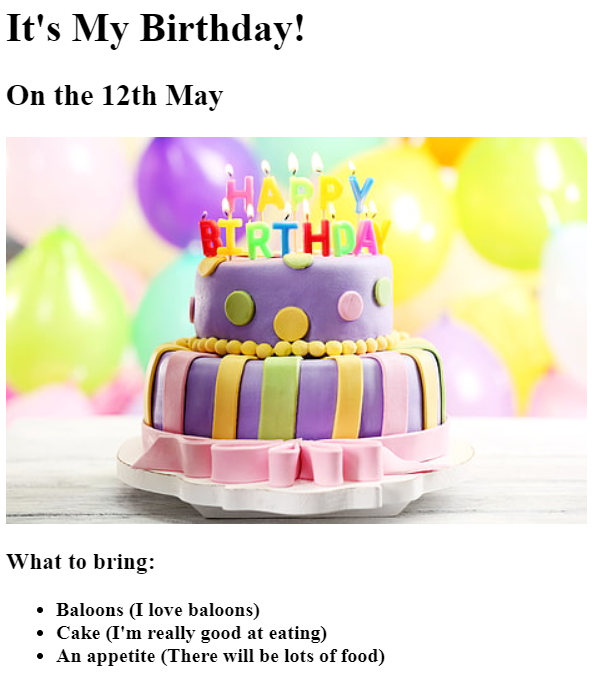 It's My Birthday!
On the 12th May
HAPPY
BIRTHDAY
What to bring:
Baloons (I love baloons)
Cake (I'm really good at eating)
An appetite (There will be lots of food)